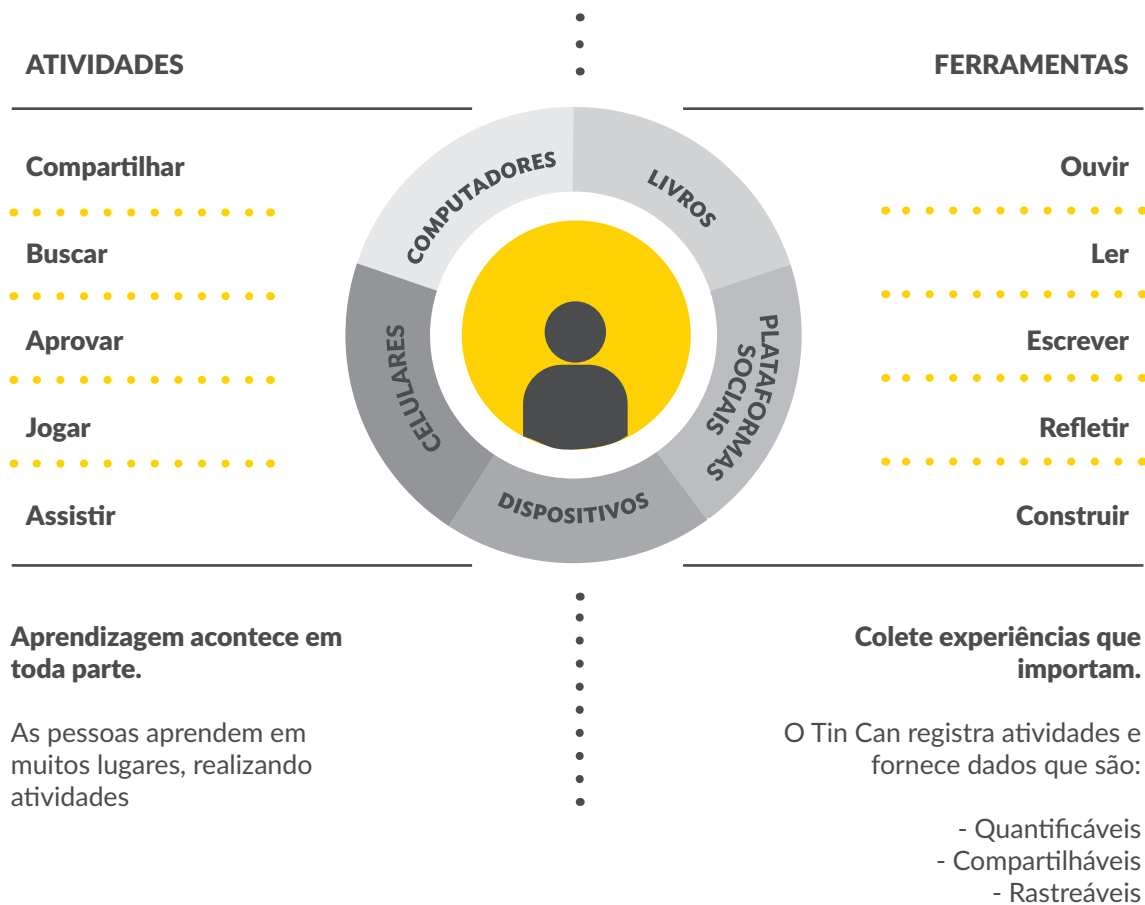 ATIVIDADES
FERRAMENTAS
Compartilhar
Buscar
Aprovar
Jogar
Assistir
COMPUTADORES
LIVROS
PLATAFORMAS
SOCIAIS
DISPOSITIVOS
CELULARES
Ouvir
Ler
Escrever
Refletir
Construir
Aprendizagem acontece em
toda parte.
As pessoas aprendem em
muitos lugares, realizando
atividades
Colete experiências que
importam.
O Tin Can registra atividades e
fornece dados que são:
- Quantificáveis
- Compartilháveis
- Rastreáveis